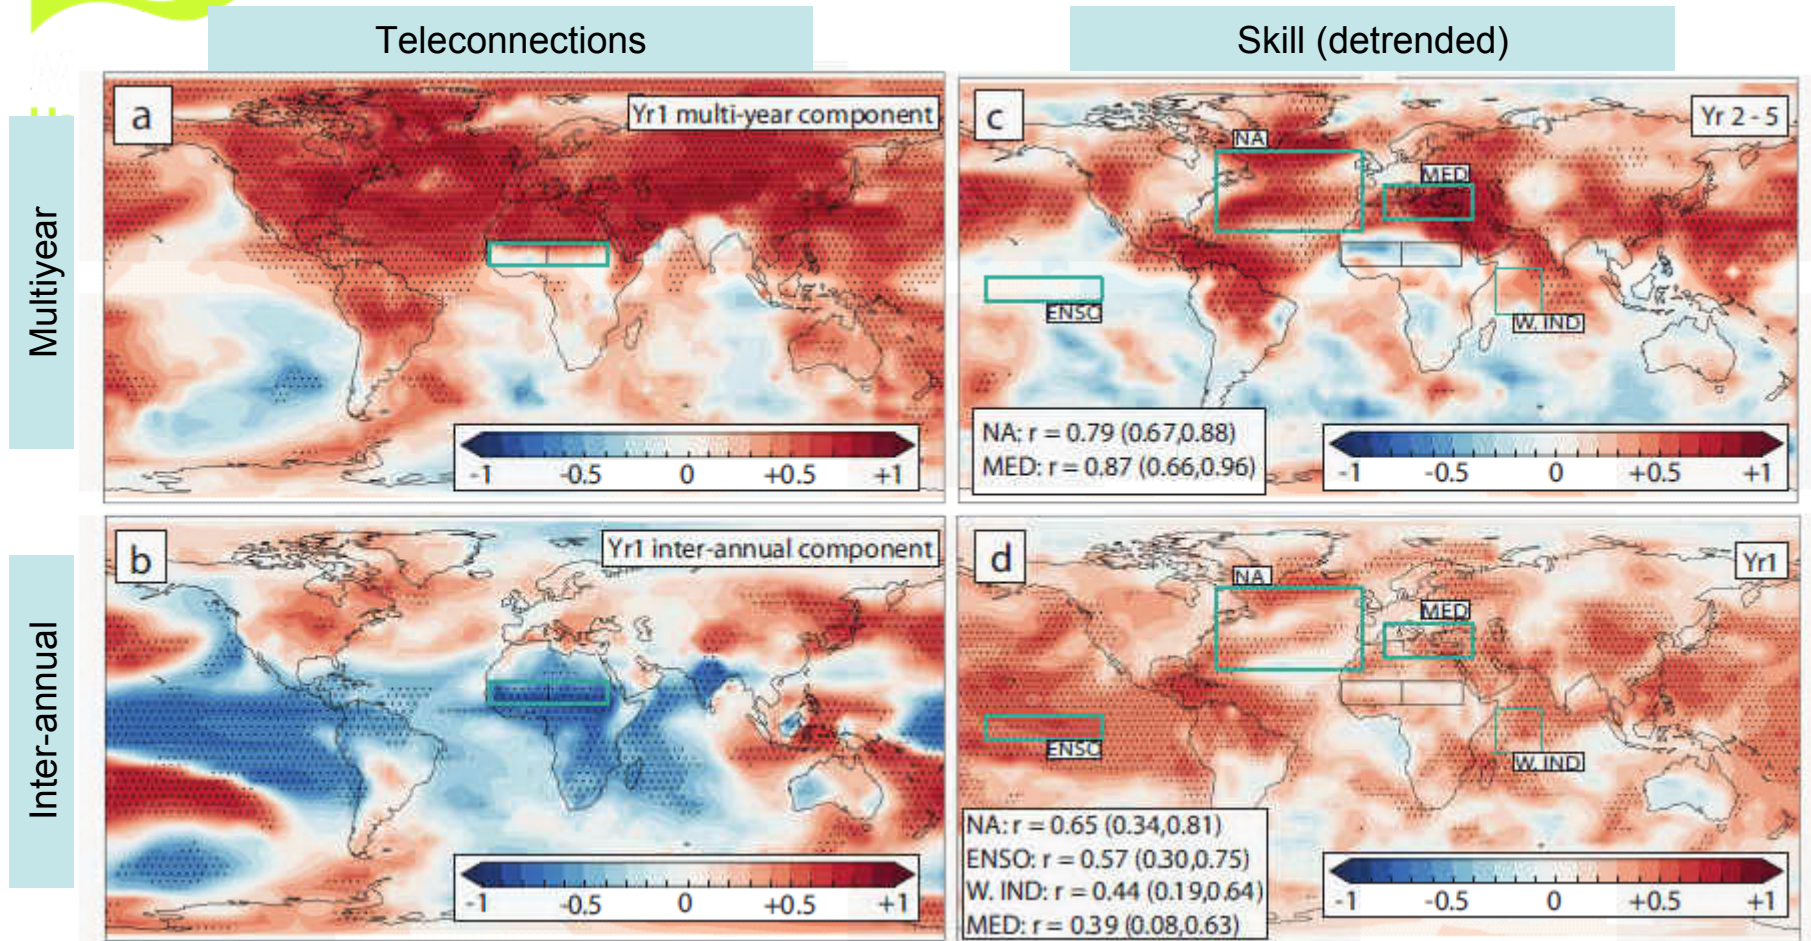 Teleconnections
Skill (detrended)
Multiyear
Inter-annual
a
Yr1 multi-year component
-1 -0.5 0 +0.5 +1
c
Yr 2 - 5
NA
MED
ENSO
W. IND
NA: r = 0.79 (0.67,0.88)
MED: r = 0.87 (0.66,0.96)
-1 -0.5 0 +0.5 +1
b
Yr1 inter-annual component
-1 -0.5 0 +0.5 +1
d
Yr1
NA
MED
ENSO
W. IND
NA: r = 0.65 (0.34,0.81)
ENSO: r = 0.57 (0.30,0.75)
W. IND: r = 0.44 (0.19,0.64)
MED: r = 0.39 (0.08,0.63)
-1 -0.5 0 +0.5 +1